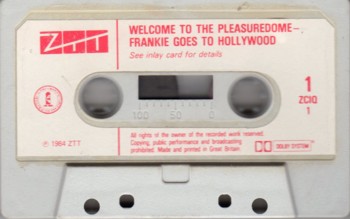 ZTT
WELCOME TO THE PLEASUREDOME—
FRANKIE GOES TO HOLLYWOOD
See inlay card for details
1
ZCIQ
1
100 50 0
℗ 1984 ZTT
All rights of the owner of the recorded work reserved.
Copying, public performance and broadcasting
prohibited. Made and printed in Great Britain.
DOLBY SYSTEM